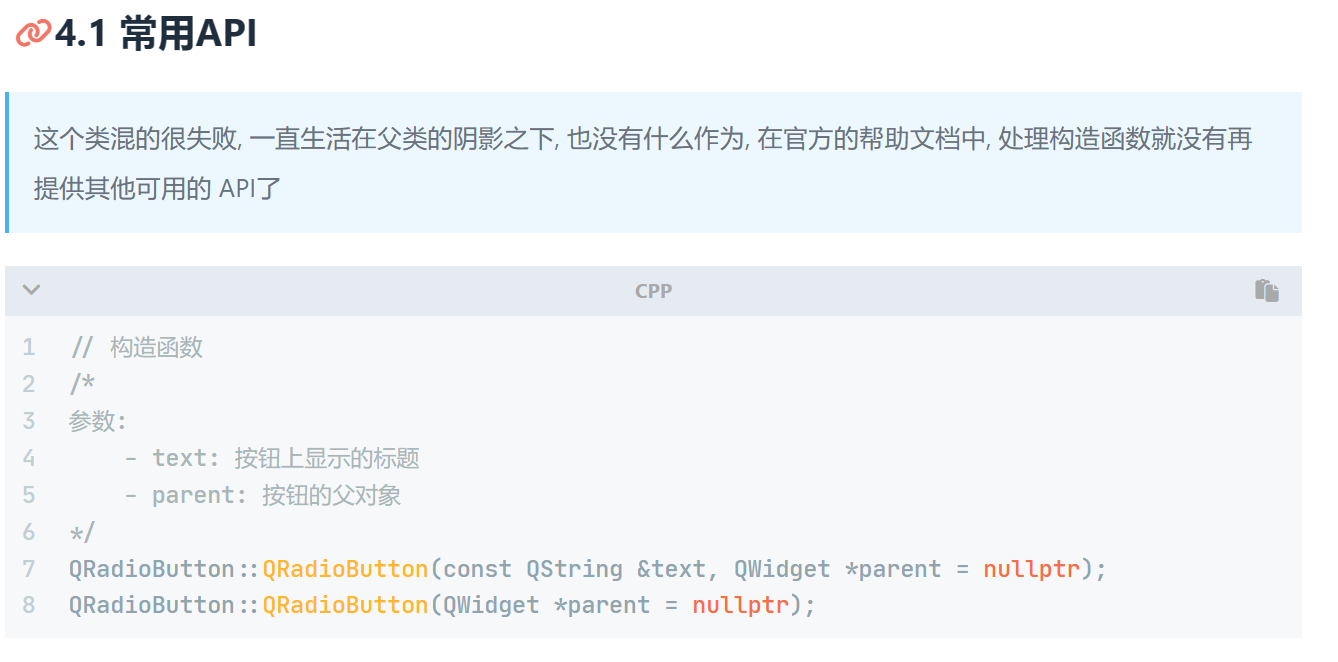 4.1 常用API
这个类混的很失败, 一直生活在父类的阴影之下, 也没有什么作为, 在官方的帮助文档中, 处理构造函数就没有再
提供其他可用的 API了
CPP
1 // 构造函数
2 /*
3 参数:
4     - text: 按钮上显示的标题
5     - parent: 按钮的父对象
6 */
7 QRadioButton::QRadioButton(const QString &text, QWidget *parent = nullptr);
8 QRadioButton::QRadioButton(QWidget *parent = nullptr);